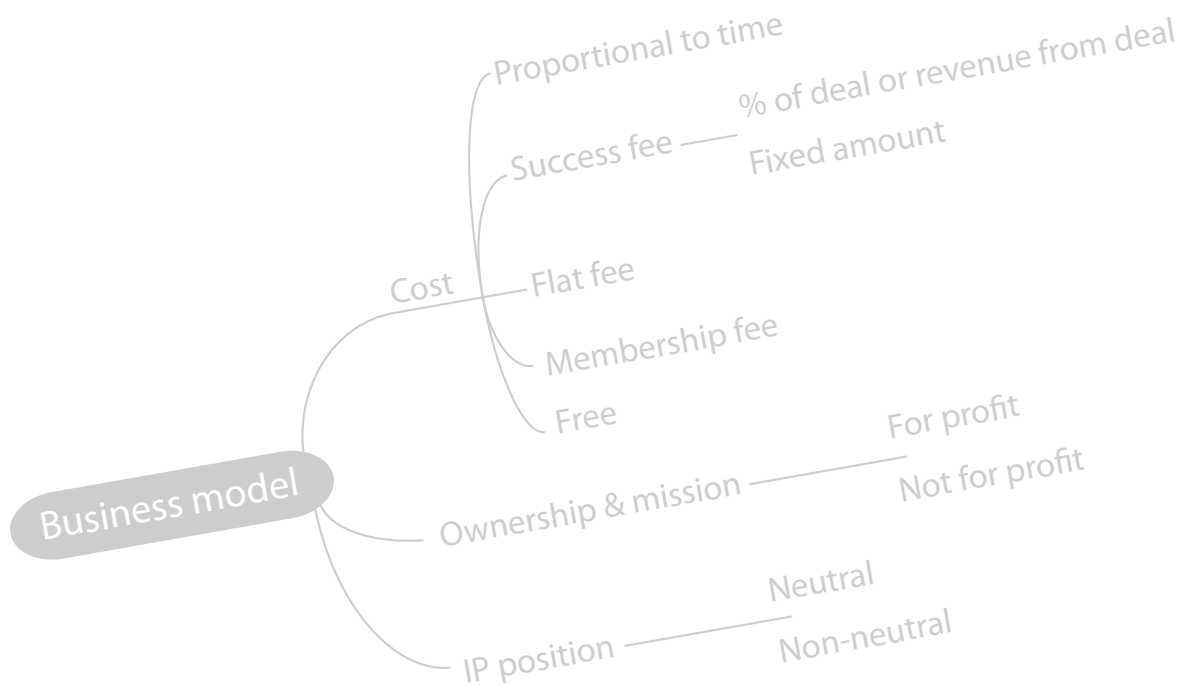 Proportional to time
% of deal or revenue from deal
Success fee
Fixed amount
Cost
Flat fee
Membership fee
Free
For profit
Business model
Ownership & mission
Not for profit
Neutral
IP position
Non-neutral